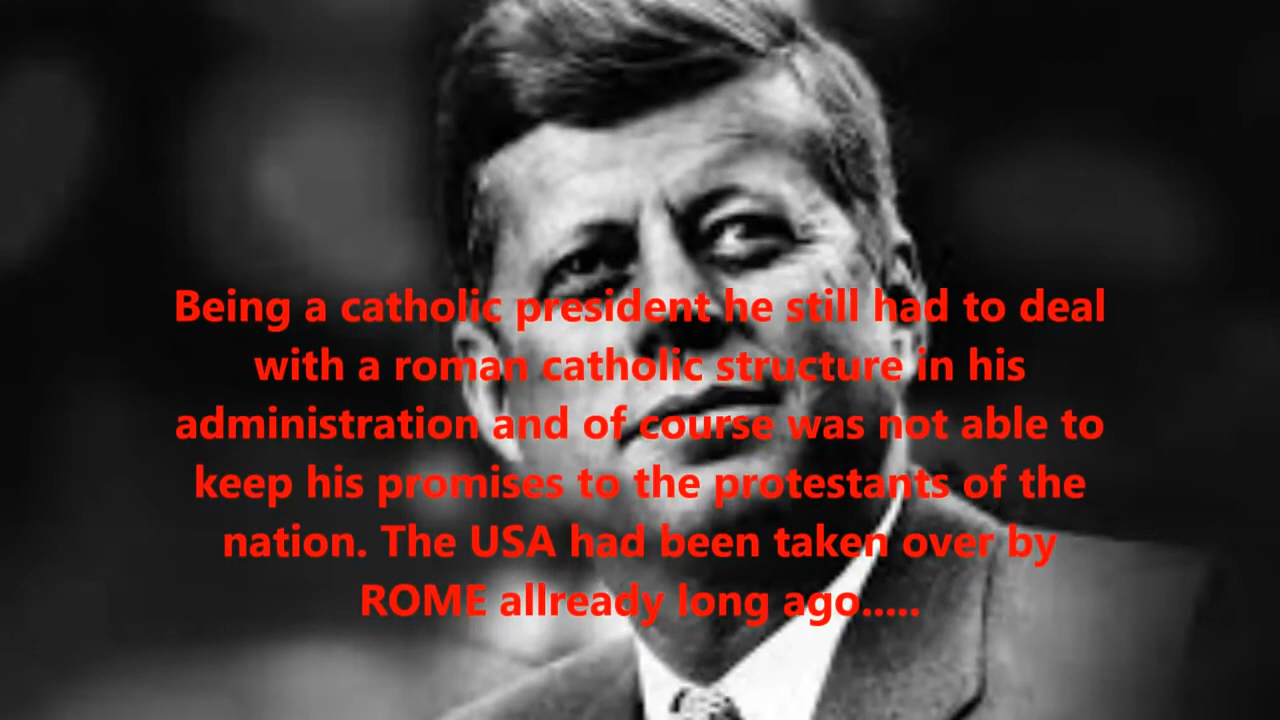 Being a catholic president he still had to deal
with a roman catholic structure in his
administration and of course was not able to
keep his promises to the protestants of the
nation. The USA had been taken over by
ROME allready long ago.....